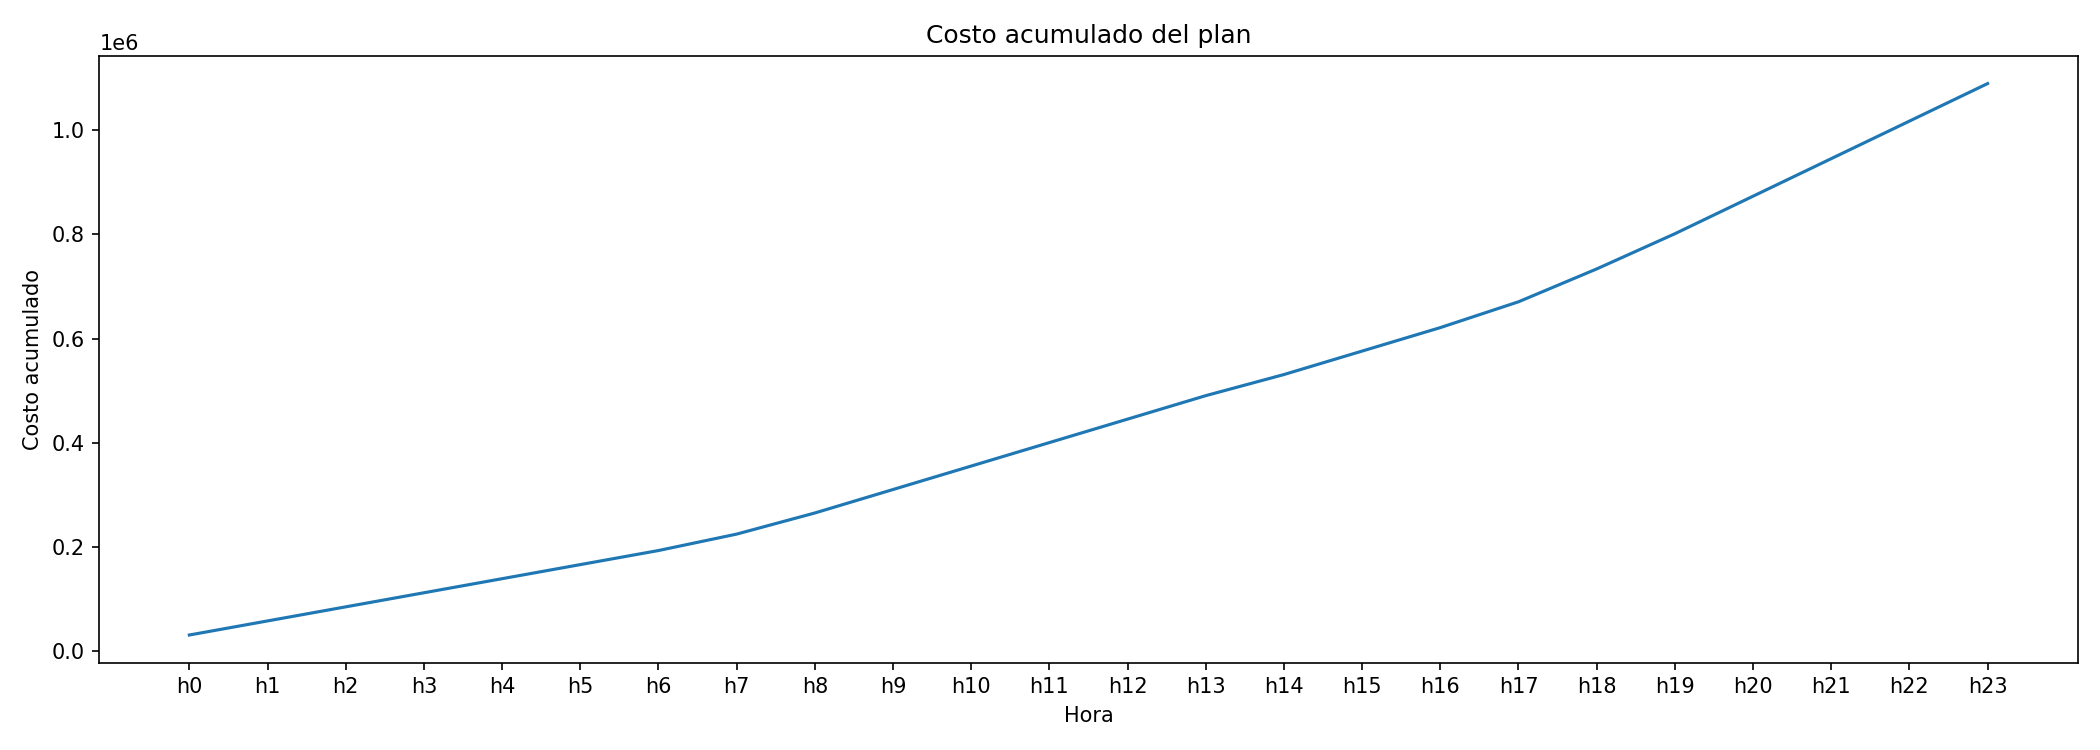 Costo acumulado del plan
1e6
1.0
0.8
0.6
0.4
0.2
0.0
Costo acumulado
h0 h1 h2 h3 h4 h5 h6 h7 h8 h9 h10 h11 h12 h13 h14 h15 h16 h17 h18 h19 h20 h21 h22 h23
Hora